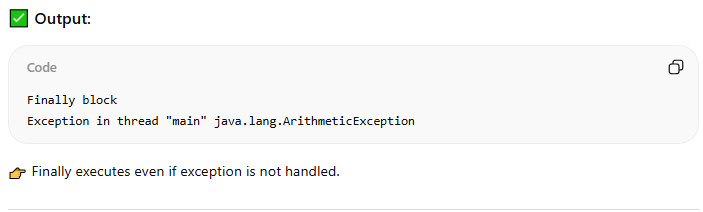 ✅ Output:
Code
Finally block
Exception in thread "main" java.lang.ArithmeticException
👉 Finally executes even if exception is not handled.